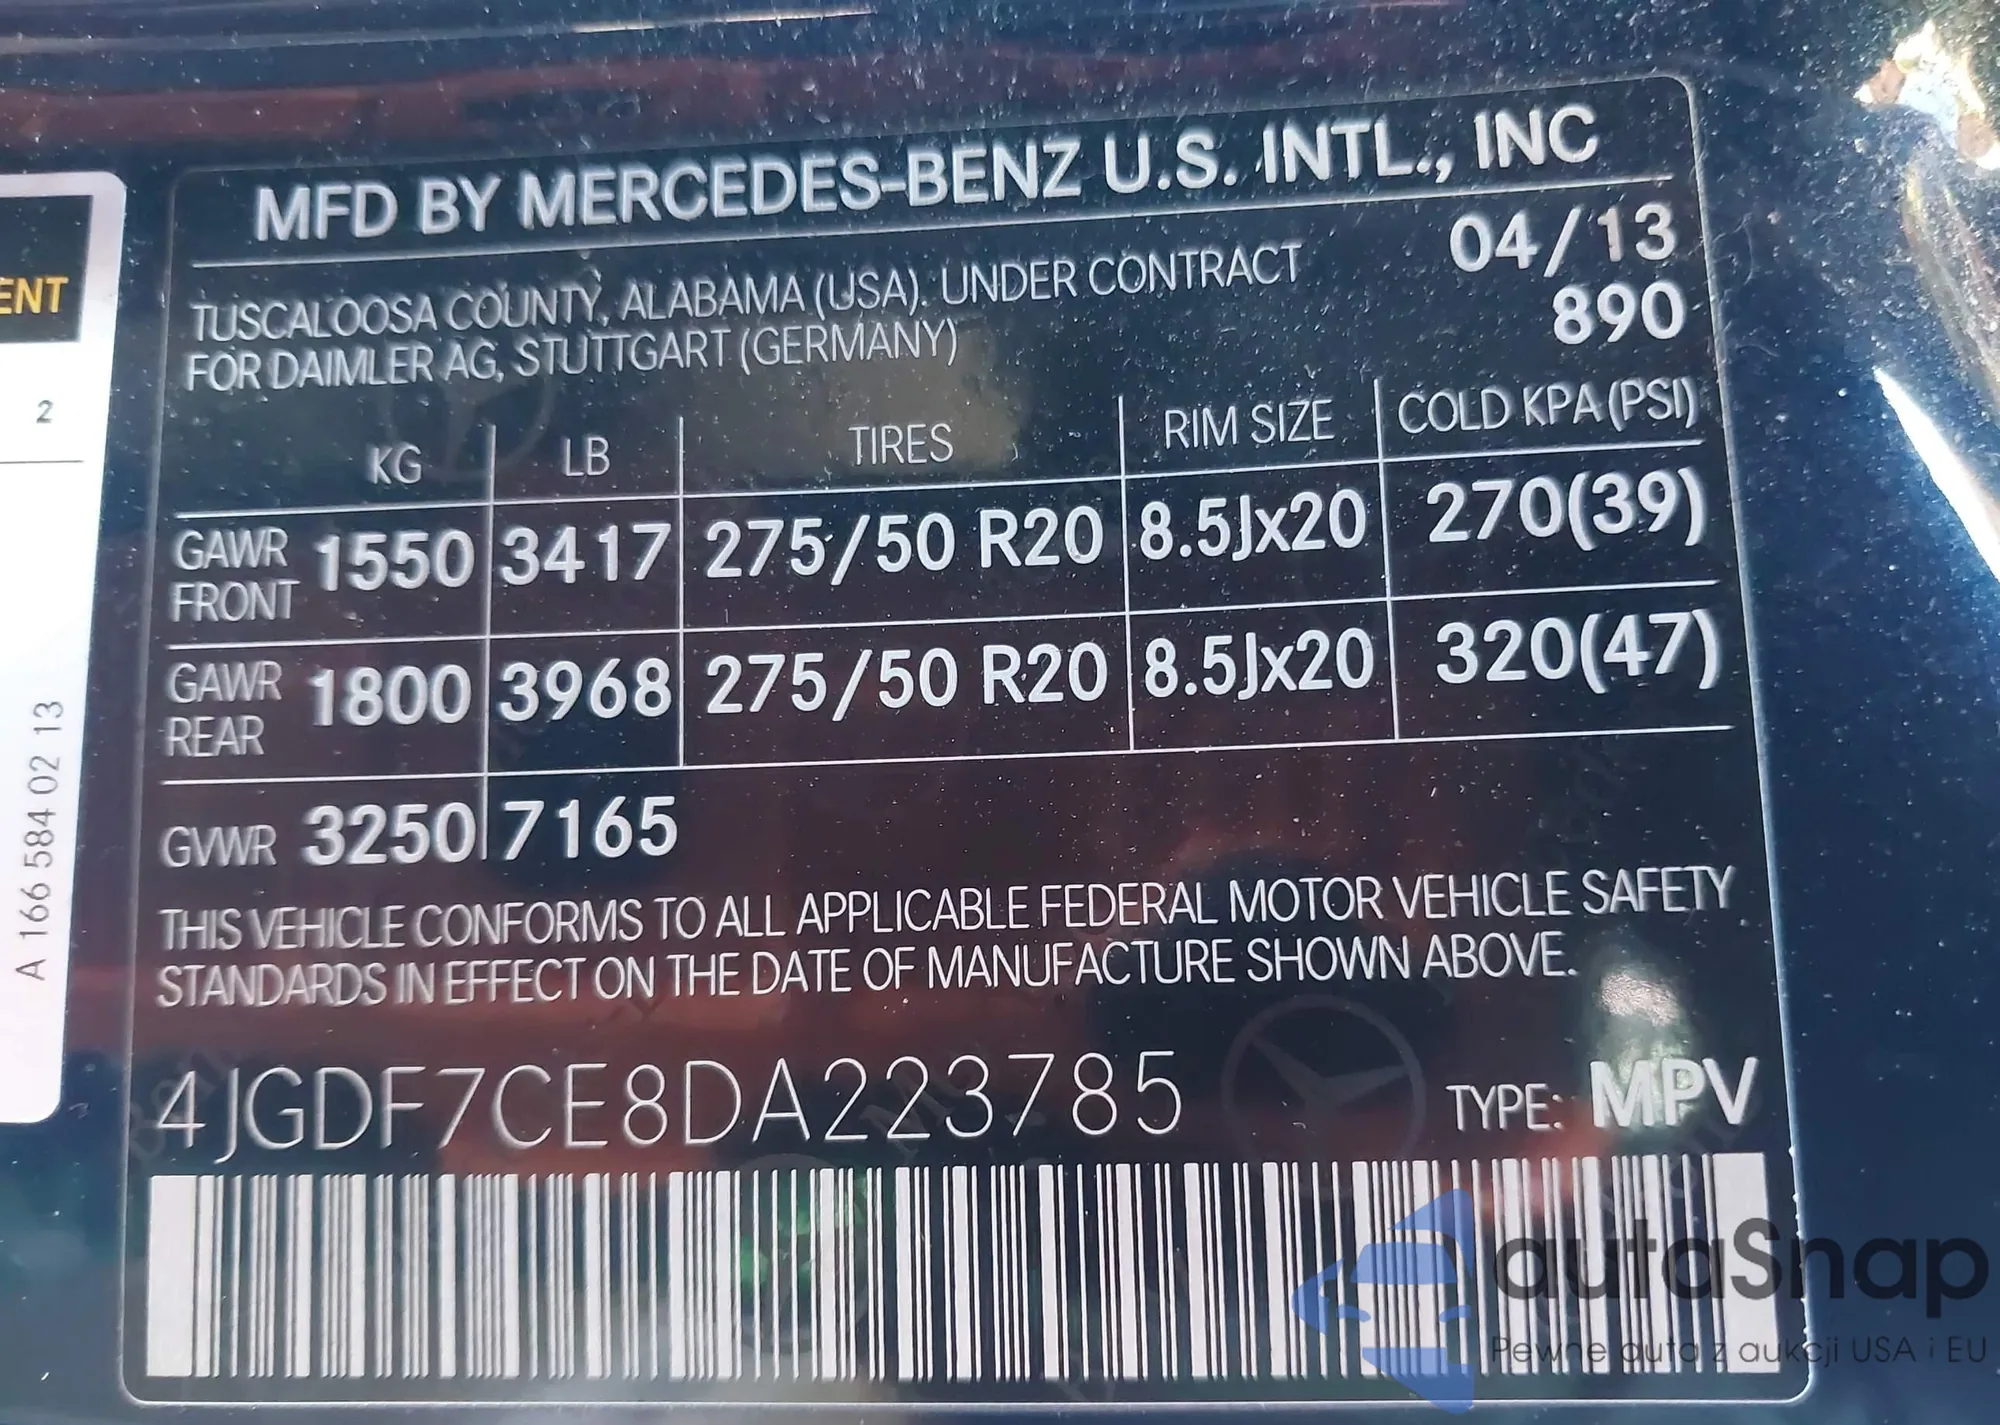 MFD BY MERCEDES-BENZ U.S. INTL., INC
TUSCALOOSA COUNTY, ALABAMA (USA). UNDER CONTRACT
FOR DAIMLER AG, STUTTGART (GERMANY)
04/13
890
KG LB TIRES RIM SIZE COLD KPA (PSI)
GAWR FRONT 1550 3417 275/50 R20 8.5Jx20 270(39)
GAWR REAR 1800 3968 275/50 R20 8.5Jx20 320(47)
GVWR 3250 7165
THIS VEHICLE CONFORMS TO ALL APPLICABLE FEDERAL MOTOR VEHICLE SAFETY
STANDARDS IN EFFECT ON THE DATE OF MANUFACTURE SHOWN ABOVE.
4JGDF7CE8DA223785 TYPE: MPV
ENT
2
A 166 584 02 13
autaSnap
Pewne auta z aukcji USA i EU